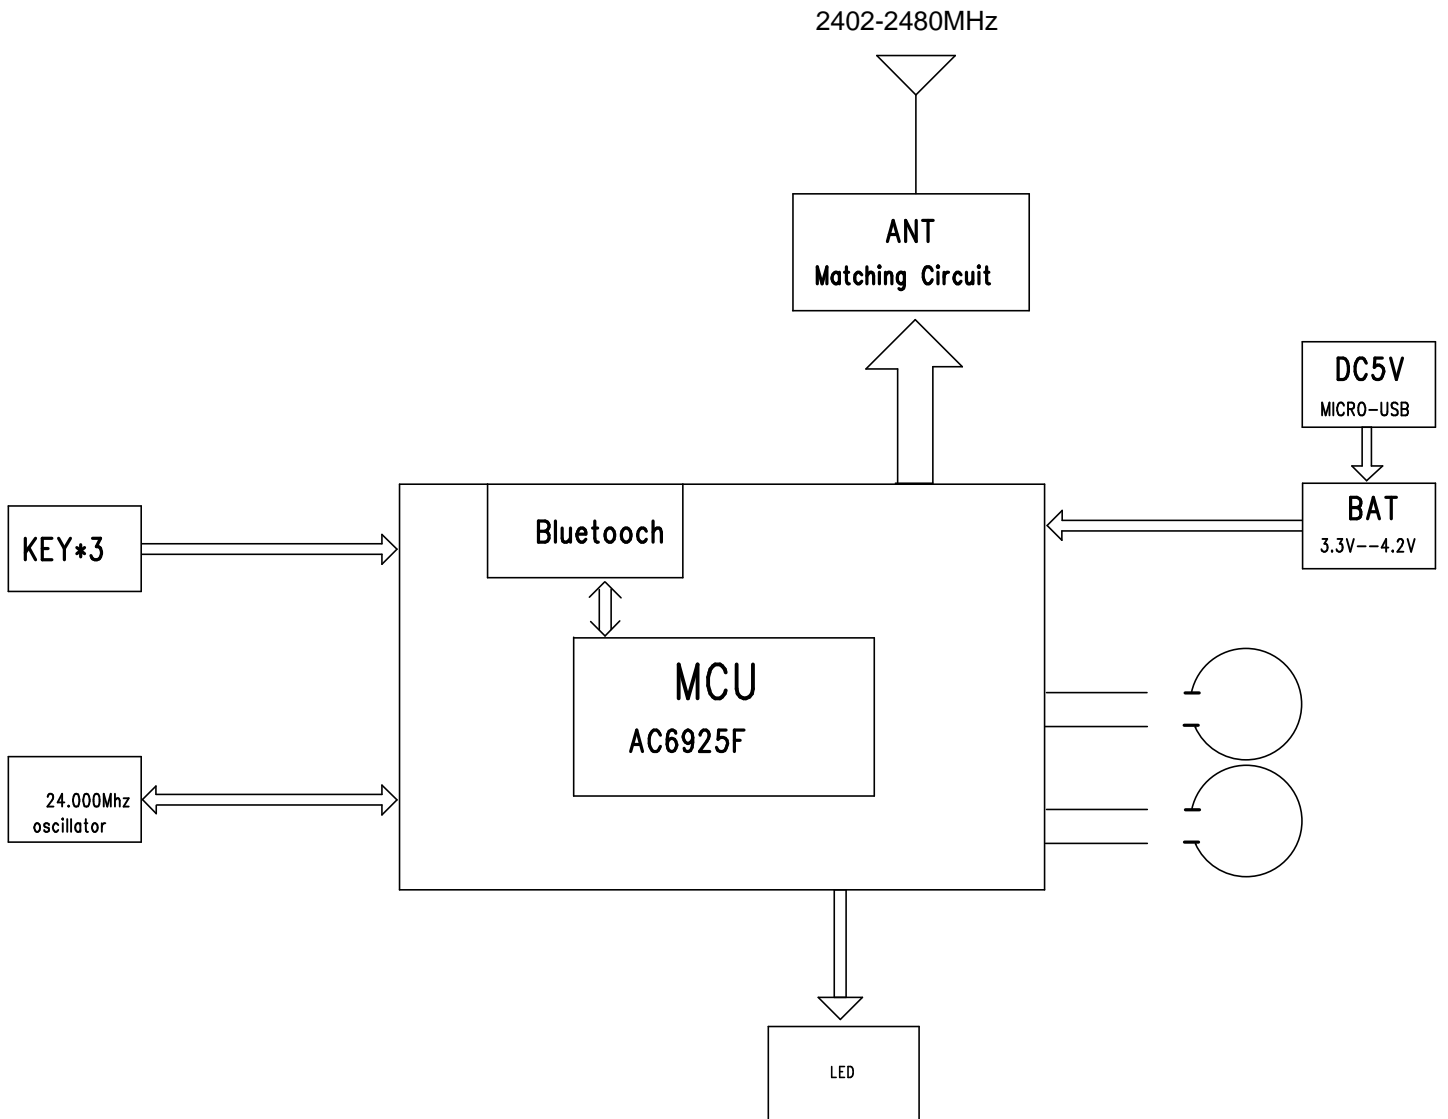 2402-2480MHz
ANT
Matching Circuit
DC5V
MICRO-USB
BAT
3.3V--4.2V
KEY*3
Bluetooch
MCU
AC6925F
24.000Mhz
oscillator
LED